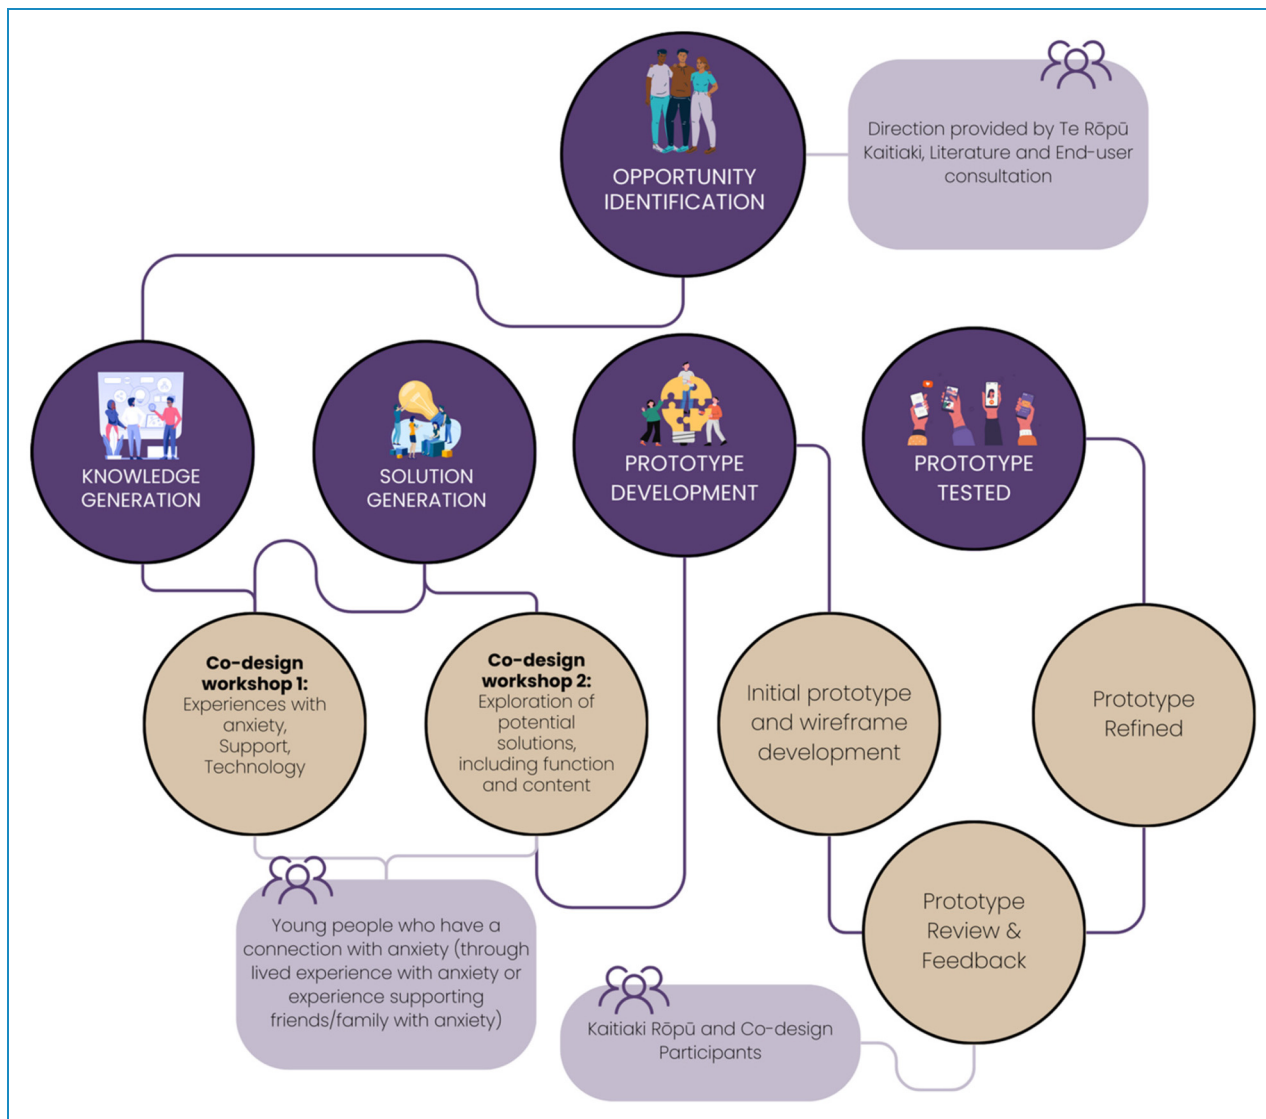 OPPORTUNITY
IDENTIFICATION
Direction provided by Te Rōpū
Kaitiaki, Literature and End-user
consultation
KNOWLEDGE
GENERATION
SOLUTION
GENERATION
PROTOTYPE
DEVELOPMENT
PROTOTYPE
TESTED
Co-design
workshop 1:
Experiences with
anxiety,
Support,
Technology
Co-design
workshop 2:
Exploration of
potential
solutions,
including function
and content
Initial prototype
and wireframe
development
Prototype
Refined
Prototype
Review &
Feedback
Young people who have a
connection with anxiety (through
lived experience with anxiety or
experience supporting
friends/family with anxiety)
Kaitiaki Rōpū and Co-design
Participants